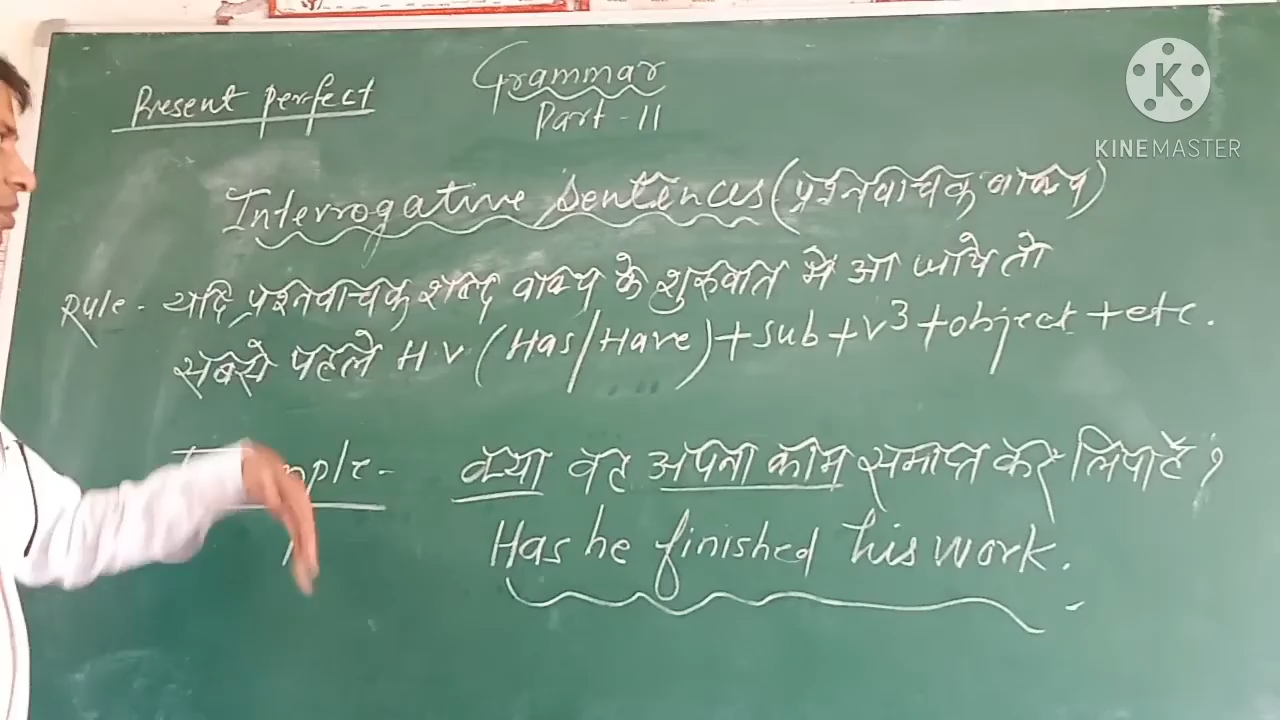 Present perfect
Grammar
Part-11
KINEMASTER
Interrogative Sentences (प्रश्नवाचक वाक्य)
Rule- यदि प्रश्नवाचक शब्द वाक्य के शुरुवात में आ जाये तो
सबसे पहले H V (Has/Have)+sub+v3+object+etc.
क्या वह अपना काम समाप्त कर लिया है?
Has he finished his work.